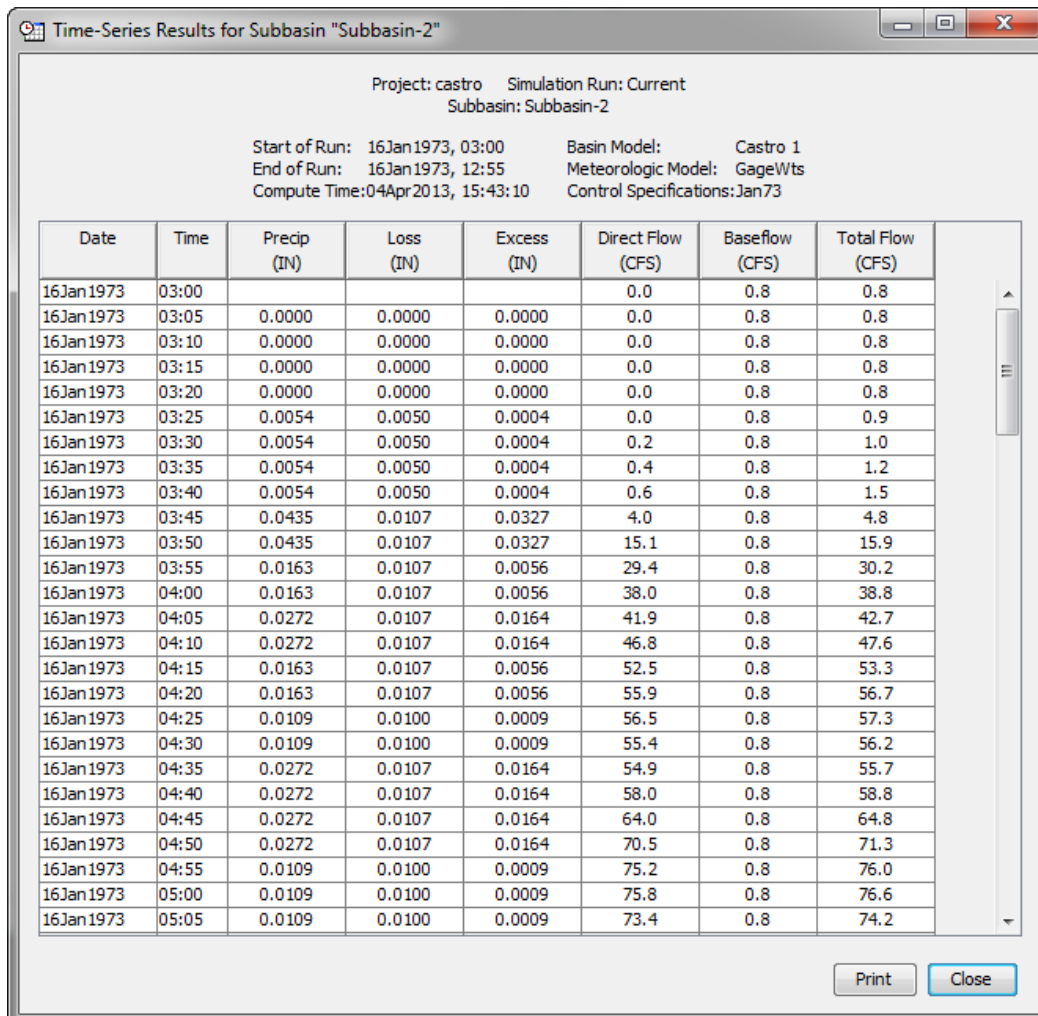 Time-Series Results for Subbasin "Subbasin-2"
Project: castro Simulation Run: Current
Subbasin: Subbasin-2
Start of Run: 16Jan1973, 03:00 Basin Model: Castro 1
End of Run: 16Jan1973, 12:55 Meteorologic Model: GageWts
Compute Time:04Apr2013, 15:43:10 Control Specifications:Jan73
Date Time Precip Loss Excess Direct Flow Baseflow Total Flow
(IN) (IN) (IN) (CFS) (CFS) (CFS)
16Jan1973 03:00 0.0 0.8 0.8
16Jan1973 03:05 0.0000 0.0000 0.0000 0.0 0.8 0.8
16Jan1973 03:10 0.0000 0.0000 0.0000 0.0 0.8 0.8
16Jan1973 03:15 0.0000 0.0000 0.0000 0.0 0.8 0.8
16Jan1973 03:20 0.0000 0.0000 0.0000 0.0 0.8 0.8
16Jan1973 03:25 0.0054 0.0050 0.0004 0.0 0.8 0.9
16Jan1973 03:30 0.0054 0.0050 0.0004 0.2 0.8 1.0
16Jan1973 03:35 0.0054 0.0050 0.0004 0.4 0.8 1.2
16Jan1973 03:40 0.0054 0.0050 0.0004 0.6 0.8 1.5
16Jan1973 03:45 0.0435 0.0107 0.0327 4.0 0.8 4.8
16Jan1973 03:50 0.0435 0.0107 0.0327 15.1 0.8 15.9
16Jan1973 03:55 0.0163 0.0107 0.0056 29.4 0.8 30.2
16Jan1973 04:00 0.0163 0.0107 0.0056 38.0 0.8 38.8
16Jan1973 04:05 0.0272 0.0107 0.0164 41.9 0.8 42.7
16Jan1973 04:10 0.0272 0.0107 0.0164 46.8 0.8 47.6
16Jan1973 04:15 0.0163 0.0107 0.0056 52.5 0.8 53.3
16Jan1973 04:20 0.0163 0.0107 0.0056 55.9 0.8 56.7
16Jan1973 04:25 0.0109 0.0100 0.0009 56.5 0.8 57.3
16Jan1973 04:30 0.0109 0.0100 0.0009 55.4 0.8 56.2
16Jan1973 04:35 0.0272 0.0107 0.0164 54.9 0.8 55.7
16Jan1973 04:40 0.0272 0.0107 0.0164 58.0 0.8 58.8
16Jan1973 04:45 0.0272 0.0107 0.0164 64.0 0.8 64.8
16Jan1973 04:50 0.0272 0.0107 0.0164 70.5 0.8 71.3
16Jan1973 04:55 0.0109 0.0100 0.0009 75.2 0.8 76.0
16Jan1973 05:00 0.0109 0.0100 0.0009 75.8 0.8 76.6
16Jan1973 05:05 0.0109 0.0100 0.0009 73.4 0.8 74.2
Print Close